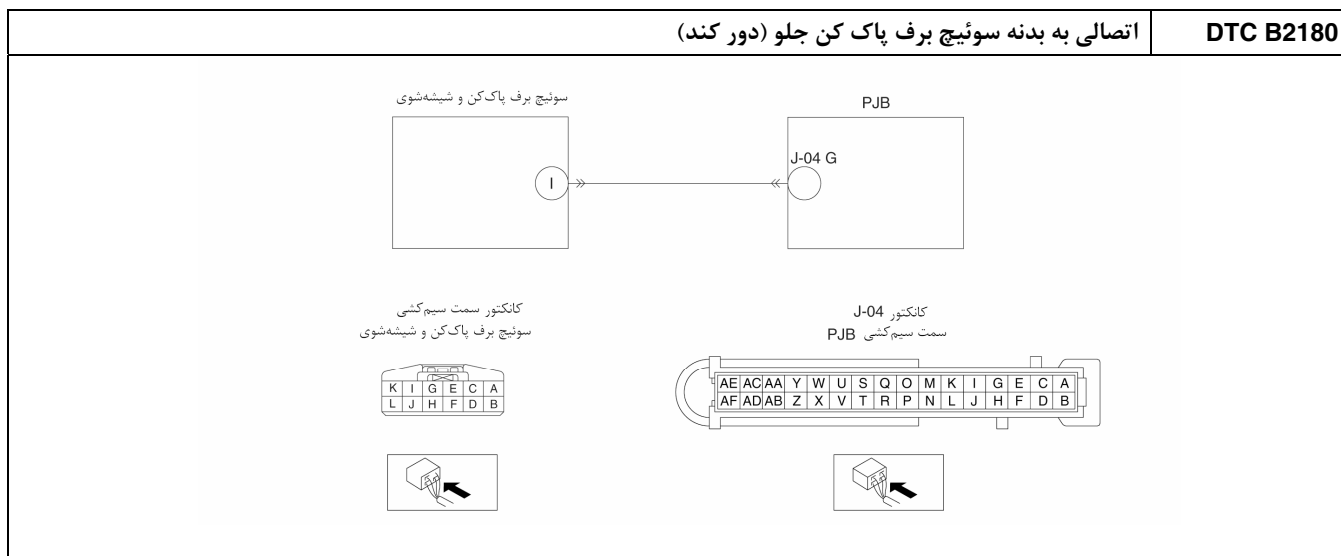 DTC B2180
اتصالی به بدنه سوئیچ برف پاک کن جلو (دور کند)
سوئیچ برف پاک‌کن و شیشه‌شوی
PJB
I
J-04 G
کانکتور سمت سیم‌کشی
سوئیچ برف پاک‌کن و شیشه‌شوی
کانکتور J-04
سمت سیم‌کشی PJB
K I G E C A
L J H F D B
AE AC AA Y W U S Q O M K I G E C A
AF AD AB Z X V T R P N L J H F D B